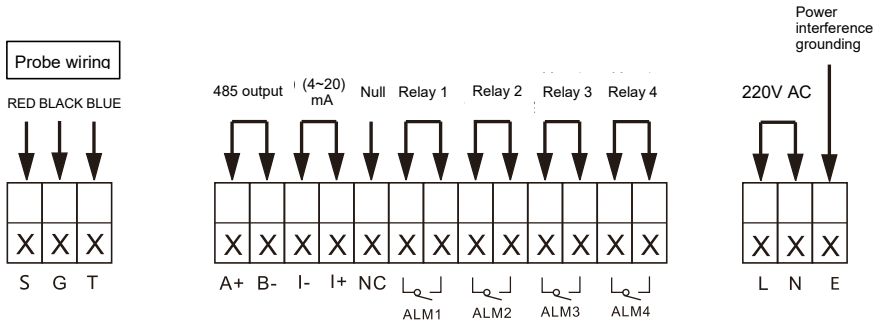 Power
interference
grounding
Probe wiring
RED BLACK BLUE
485 output
(4~20)
mA
Null
Relay 1
Relay 2
Relay 3
Relay 4
220V AC
X X X
X X X X X X X X X X X X X
X X X
S G T
A+ B- I- I+ NC
ALM1 ALM2 ALM3 ALM4
L N E